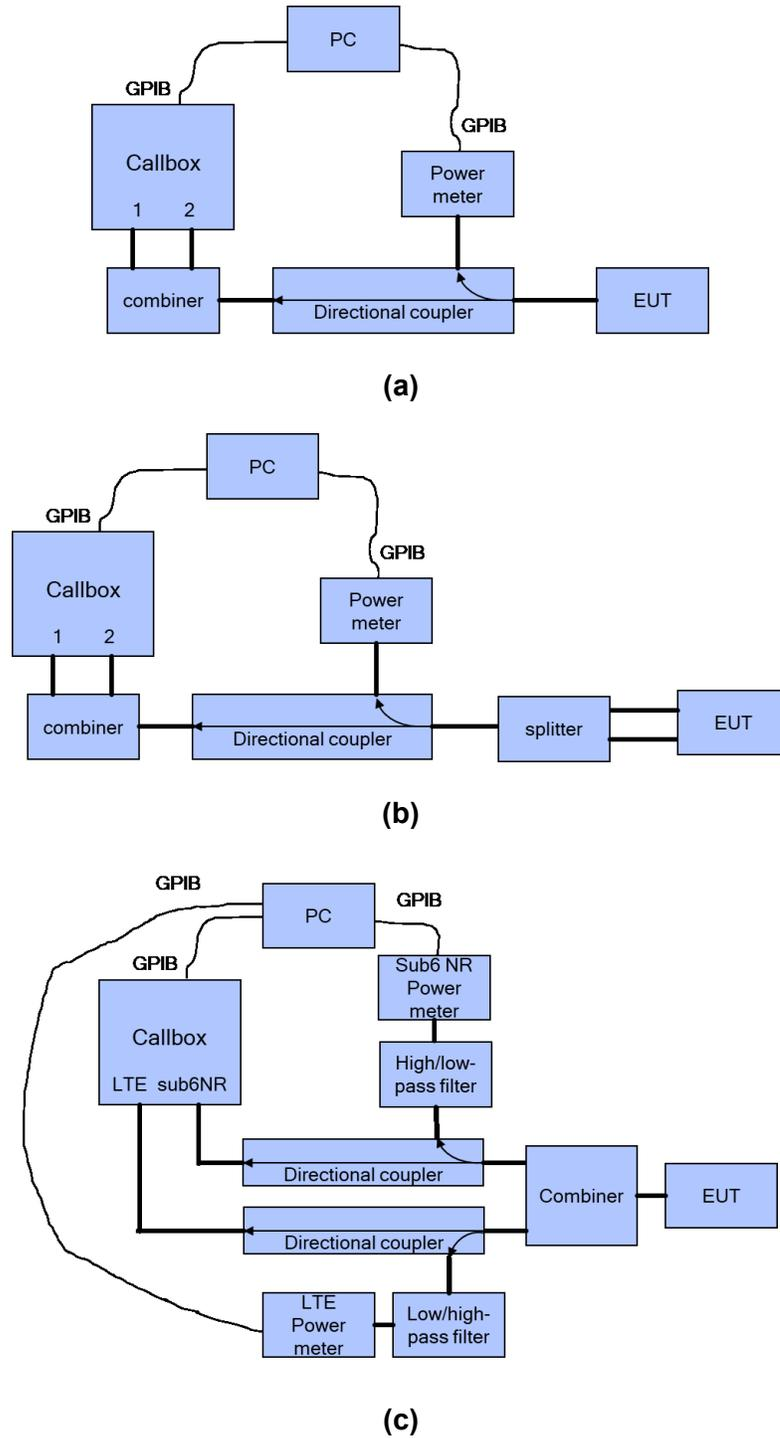 PC
GPIB
GPIB
Callbox
Power
meter
1 2
combiner
Directional coupler
EUT
(a)
PC
GPIB
GPIB
Callbox
Power
meter
1 2
combiner
Directional coupler
splitter
EUT
(b)
GPIB
PC
GPIB
GPIB
Sub6 NR
Power
meter
Callbox
LTE sub6NR
High/low-
pass filter
Directional coupler
Combiner
EUT
Directional coupler
LTE
Power
meter
Low/high-
pass filter
(c)